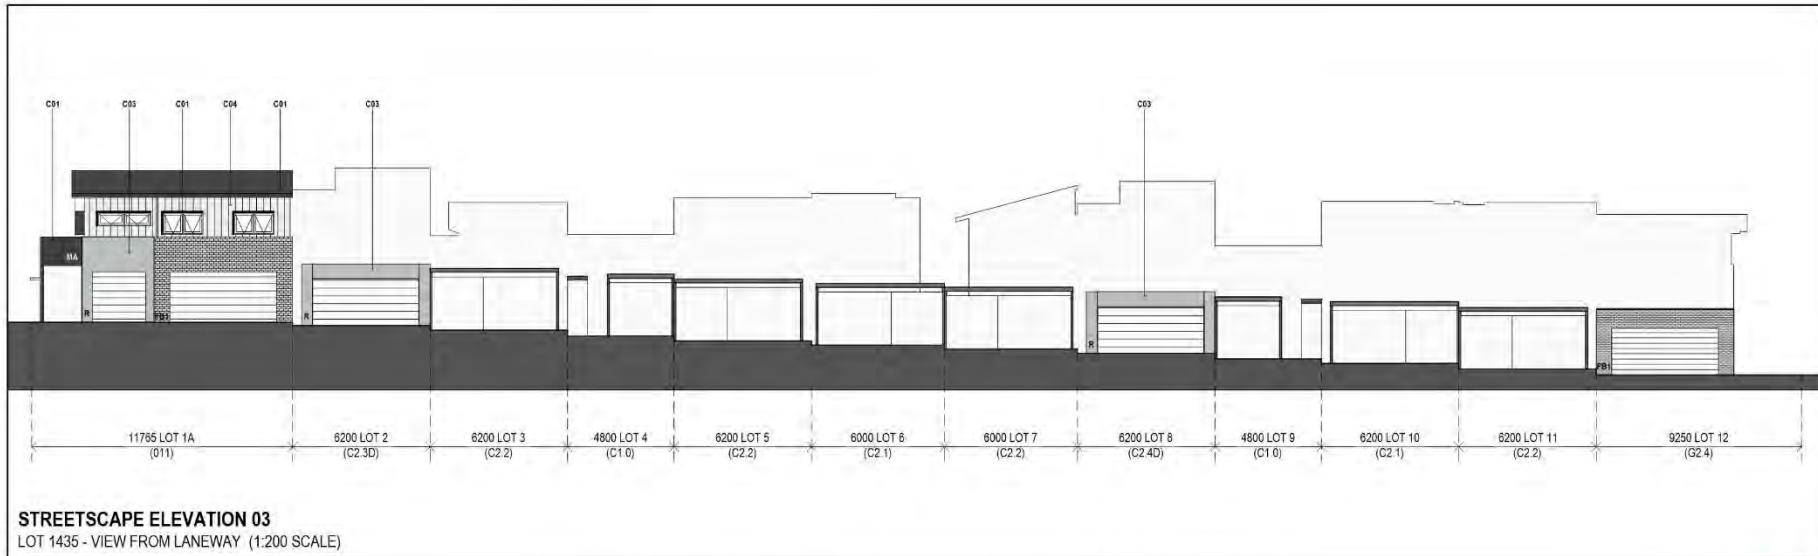 C01 C03 C01 C04 C01 C03 C03
MA
R FB1 R R FB1
11765 LOT 1A 6200 LOT 2 6200 LOT 3 4800 LOT 4 6200 LOT 5 6000 LOT 6 6000 LOT 7 6200 LOT 8 4800 LOT 9 6200 LOT 10 6200 LOT 11 9250 LOT 12
(011) (C2.3D) (C2.2) (C1.0) (C2.2) (C2.1) (C2.2) (C2.4D) (C1.0) (C2.1) (C2.2) (G2.4)
STREETSCAPE ELEVATION 03
LOT 1435 - VIEW FROM LANEWAY (1:200 SCALE)